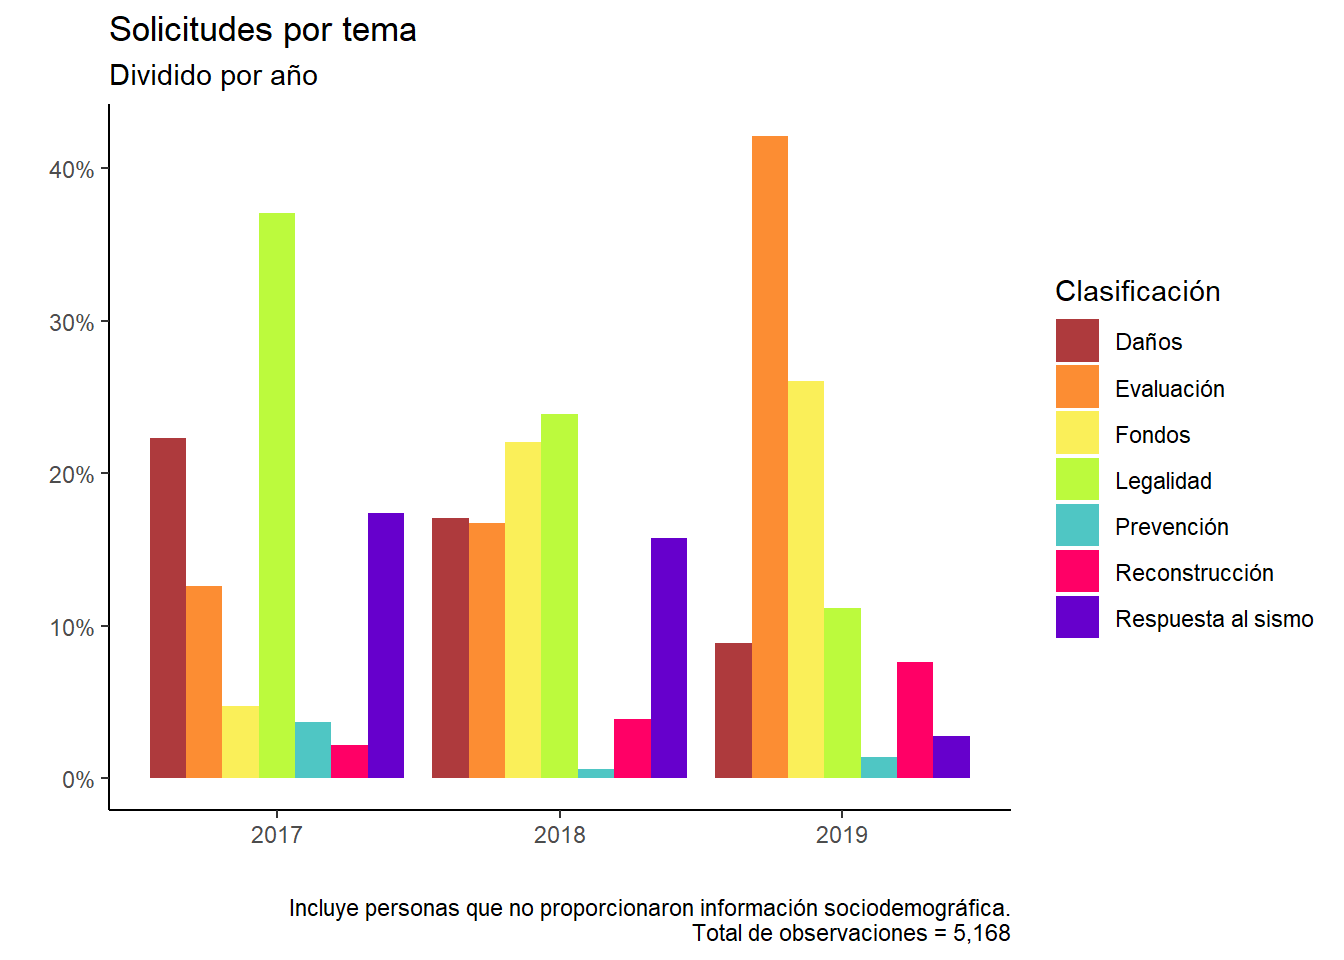 Solicitudes por tema
Dividido por año
40%
30%
20%
10%
0%
2017
2018
2019
Clasificación
Daños
Evaluación
Fondos
Legalidad
Prevención
Reconstrucción
Respuesta al sismo
Incluye personas que no proporcionaron información sociodemográfica.
Total de observaciones = 5,168